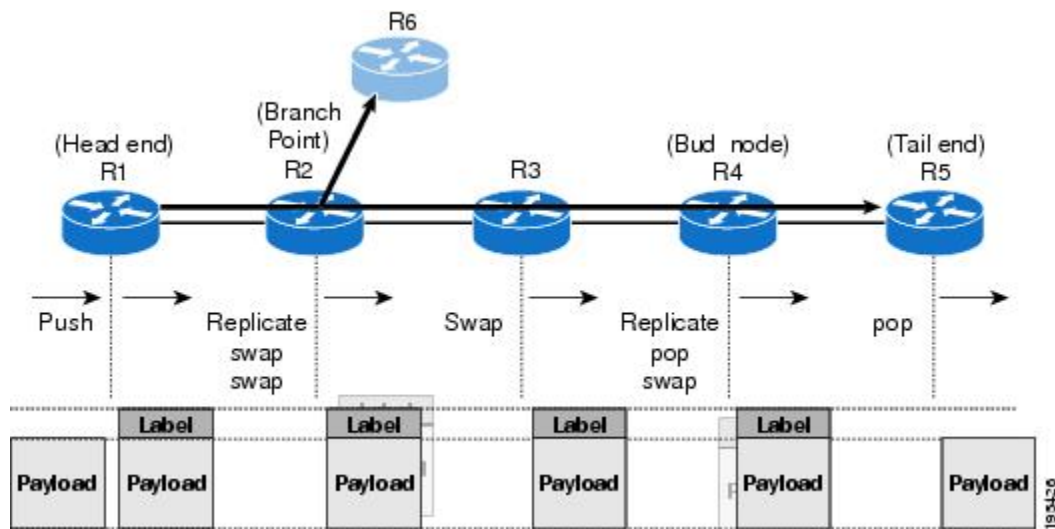 R6
(Branch
Point)
(Head end)
R1
R2
R3
(Bud node)
R4
(Tail end)
R5
Push
Replicate
swap
swap
Swap
Replicate
pop
swap
pop
Label
Label
Label
Label
Payload
Payload
Payload
Payload
Payload
Payload